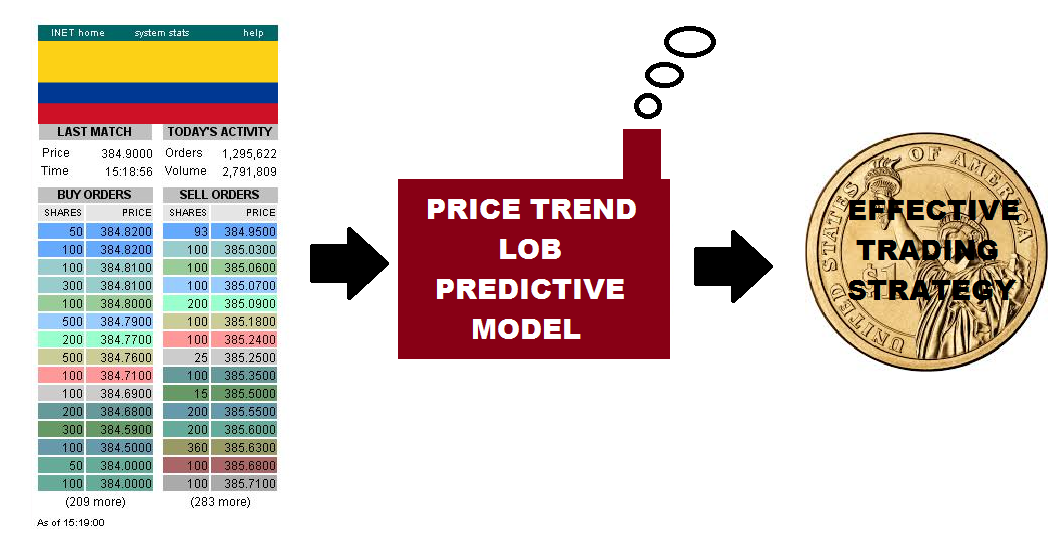 INET home system stats help
LAST MATCH TODAY'S ACTIVITY
Price 384.9000 Orders 1,295,622
Time 15:18:56 Volume 2,791,809
BUY ORDERS SELL ORDERS
SHARES PRICE SHARES PRICE
50 384.8200 93 384.9500
100 384.8200 100 385.0300
100 384.8100 100 385.0600
300 384.8100 100 385.0700
100 384.8000 200 385.0900
500 384.7900 100 385.1800
200 384.7700 100 385.2400
500 384.7600 25 385.2500
100 384.7100 100 385.3500
100 384.6900 15 385.5000
200 384.6800 200 385.5500
300 384.5900 200 385.6000
100 384.5000 360 385.6300
50 384.0000 100 385.6800
100 384.0000 100 385.7100
(209 more) (283 more)
As of 15:19:00
PRICE TREND
LOB
PREDICTIVE
MODEL
UNITED STATES OF AMERICA
$1
EFFECTIVE
TRADING
STRATEGY